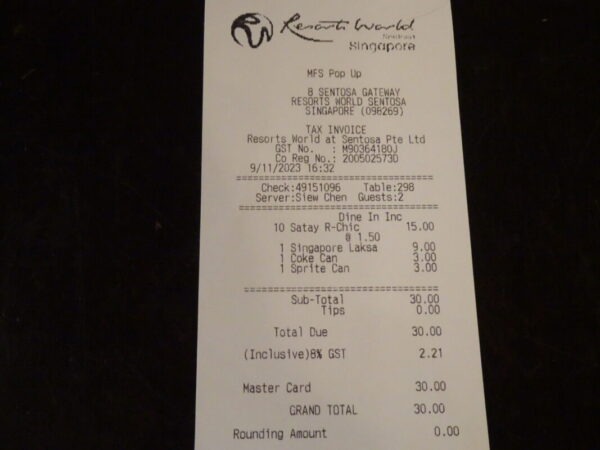 Resorts World
Sentosa
Singapore
MFS Pop Up
8 SENTOSA GATEWAY
RESORTS WORLD SENTOSA
SINGAPORE (098269)
TAX INVOICE
Resorts World at Sentosa Pte Ltd
GST No. : M90364180J
Co Reg No.: 200502573D
9/11/2023 16:32
====================================
Check:49151096 Table:298
Server:Siew Chen Guests:2
====================================
Dine In Inc
10 Satay R-Chic 15.00
@ 1.50
1 Singapore Laksa 9.00
1 Coke Can 3.00
1 Sprite Can 3.00
====================================
Sub-Total 30.00
Tips 0.00
Total Due 30.00
(Inclusive)8% GST 2.21
Master Card 30.00
GRAND TOTAL 30.00
Rounding Amount 0.00